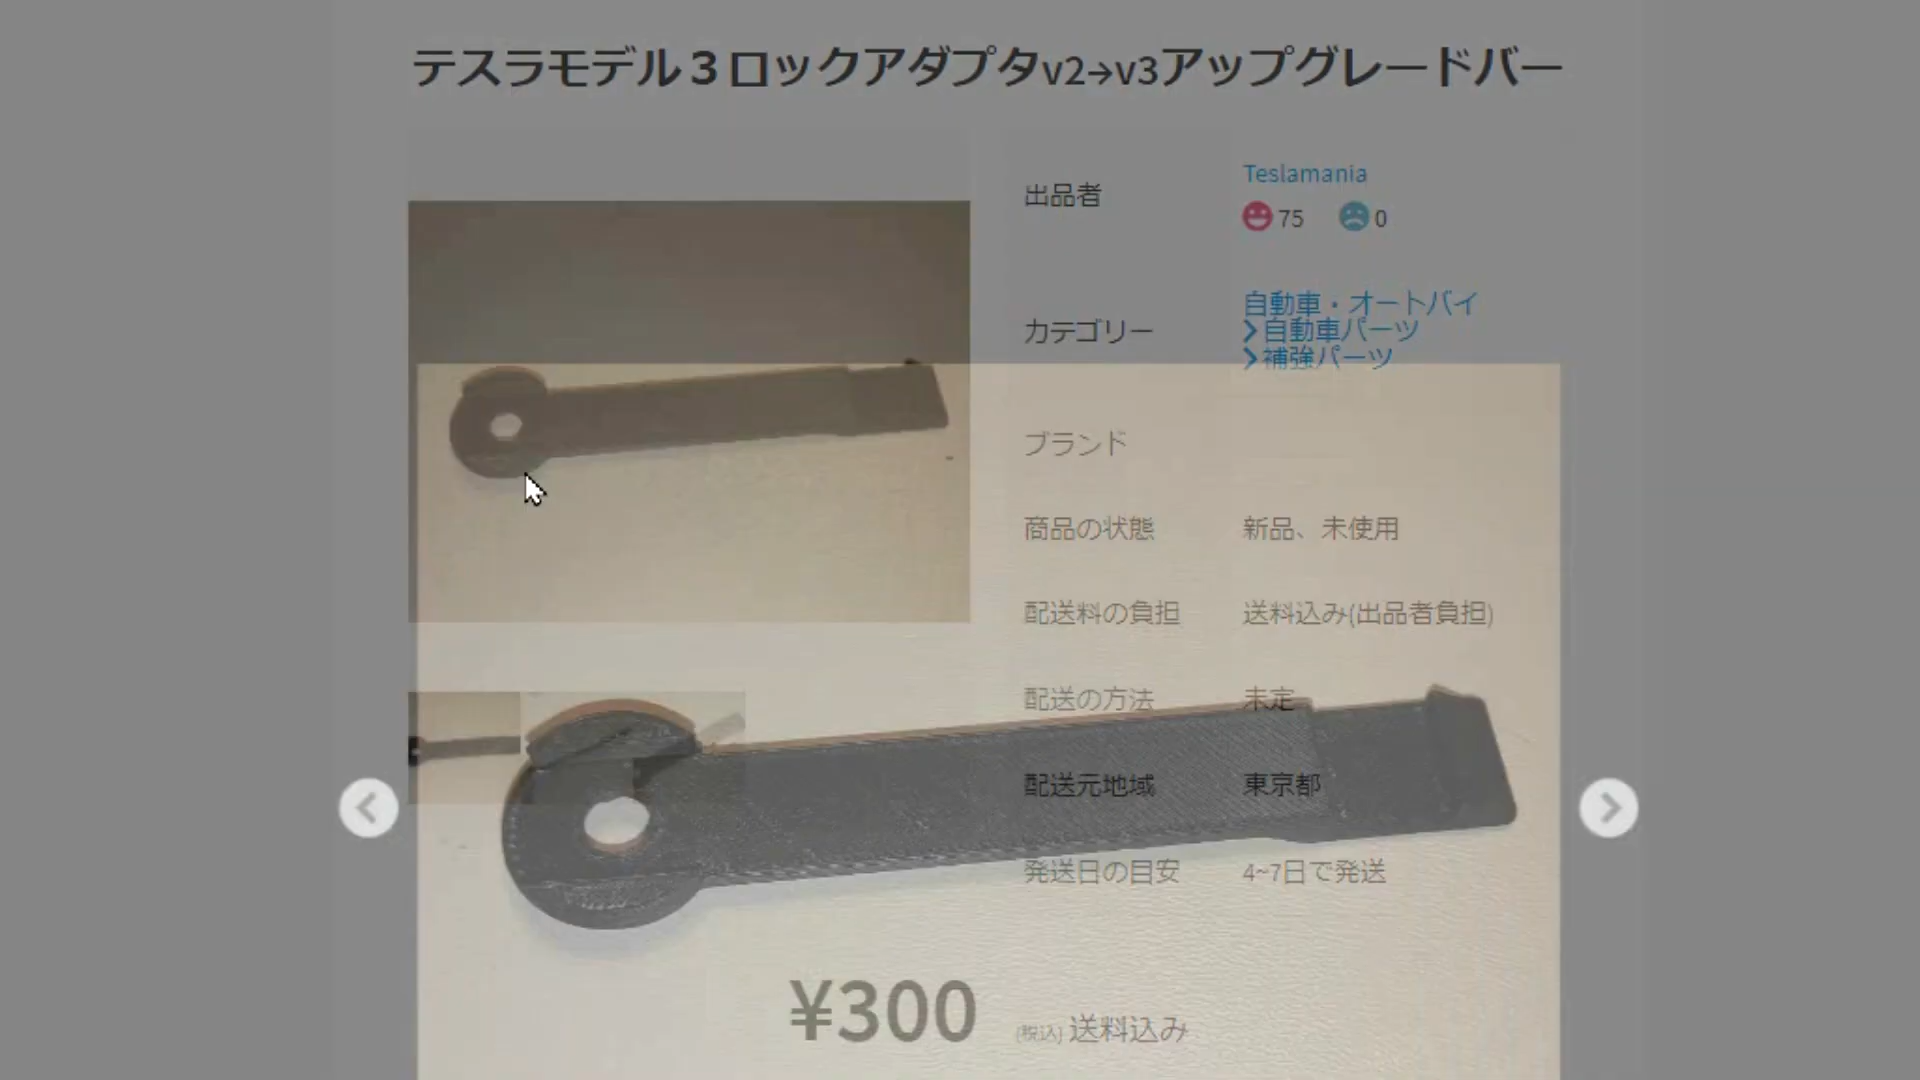 テスラモデル３ロックアダプタv2→v3アップグレードバー
出品者
Teslamania
75 0
カテゴリー
自動車・オートバイ
自動車パーツ
補強パーツ
ブランド
商品の状態 新品、未使用
配送料の負担 送料込み(出品者負担)
配送の方法 未定
配送元地域 東京都
発送日の目安 4~7日で発送
¥300 (税込) 送料込み